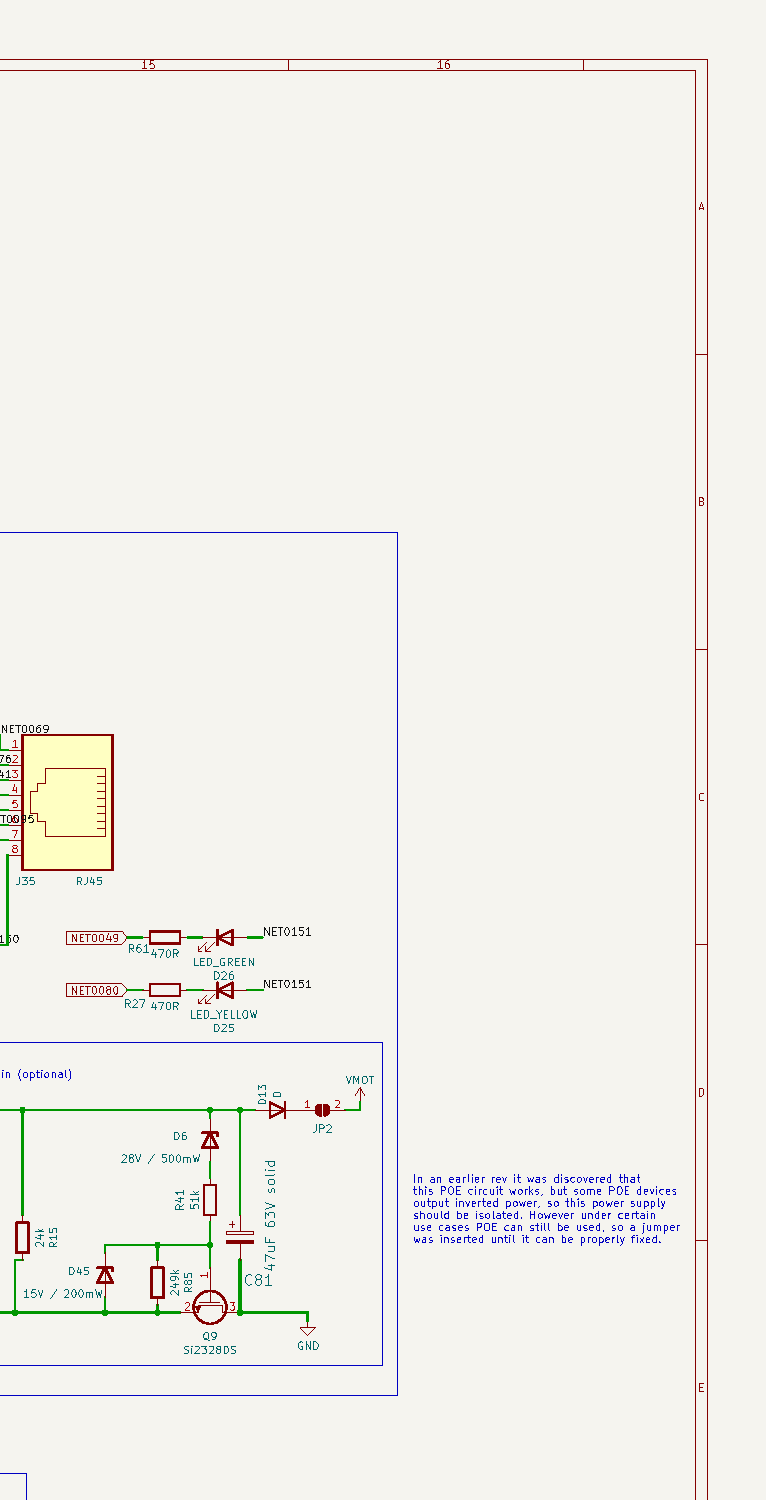 15
16
A
B
NET0069
1
2
3
4
5
7
8
J35
RJ45
C
NET0049
R61
470R
LED_GREEN
D26
NET0151
NET0080
R27
470R
LED_YELLOW
D25
NET0151
in (optional)
VMOT
D13
D
1
2
JP2
D
D6
28V / 500mW
R41
51k
47uF 63V solid
C81
+
24k
R15
D45
15V / 200mW
249k
R85
1
2
3
Q9
Si2328DS
GND
In an earlier rev it was discovered that
this POE circuit works, but some POE devices
output inverted power, so this power supply
should be isolated. However under certain
use cases POE can still be used, so a jumper
was inserted until it can be properly fixed.
E